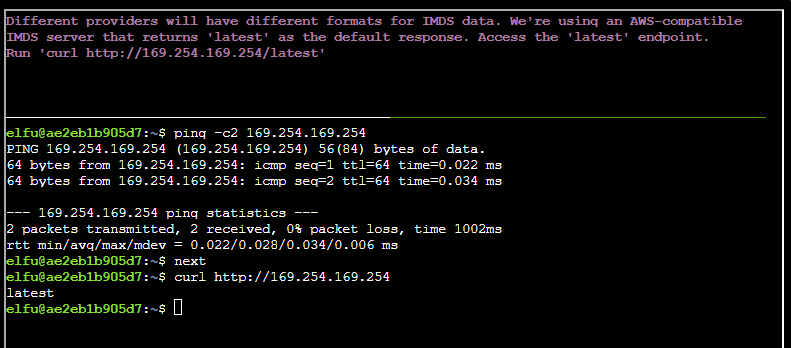 Different providers will have different formats for IMDS data. We're using an AWS-compatible
IMDS server that returns 'latest' as the default response. Access the 'latest' endpoint.
Run 'curl http://169.254.169.254/latest'
elfu@ae2eb1b905d7:~$ ping -c2 169.254.169.254
PING 169.254.169.254 (169.254.169.254) 56(84) bytes of data.
64 bytes from 169.254.169.254: icmp_seq=1 ttl=64 time=0.022 ms
64 bytes from 169.254.169.254: icmp_seq=2 ttl=64 time=0.034 ms
--- 169.254.169.254 ping statistics ---
2 packets transmitted, 2 received, 0% packet loss, time 1002ms
rtt min/avg/max/mdev = 0.022/0.028/0.034/0.006 ms
elfu@ae2eb1b905d7:~$ next
elfu@ae2eb1b905d7:~$ curl http://169.254.169.254
latest
elfu@ae2eb1b905d7:~$